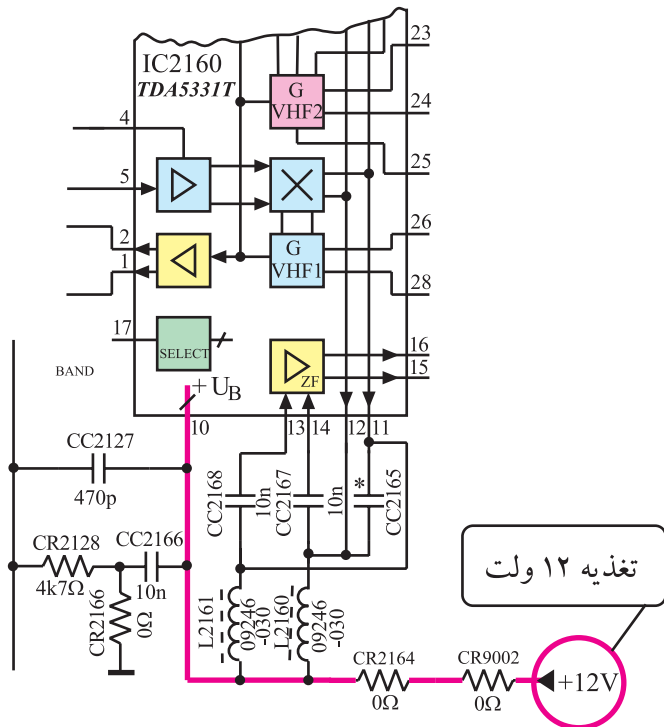 IC2160
TDA5331T
G
VHF2
23
24
25
4
5
2
1
G
VHF1
26
28
17
SELECT
BAND
+ U_B
ZF
16
15
10
13
14
12
11
CC2127
470p
CC2168
10n
CC2167
10n
*
CC2165
CR2128
4k7Ω
CC2166
10n
CR2166
0Ω
L2161
09246
-030
L2160
09246
-030
CR2164
0Ω
CR9002
0Ω
+12V
تغذیه ۱۲ ولت